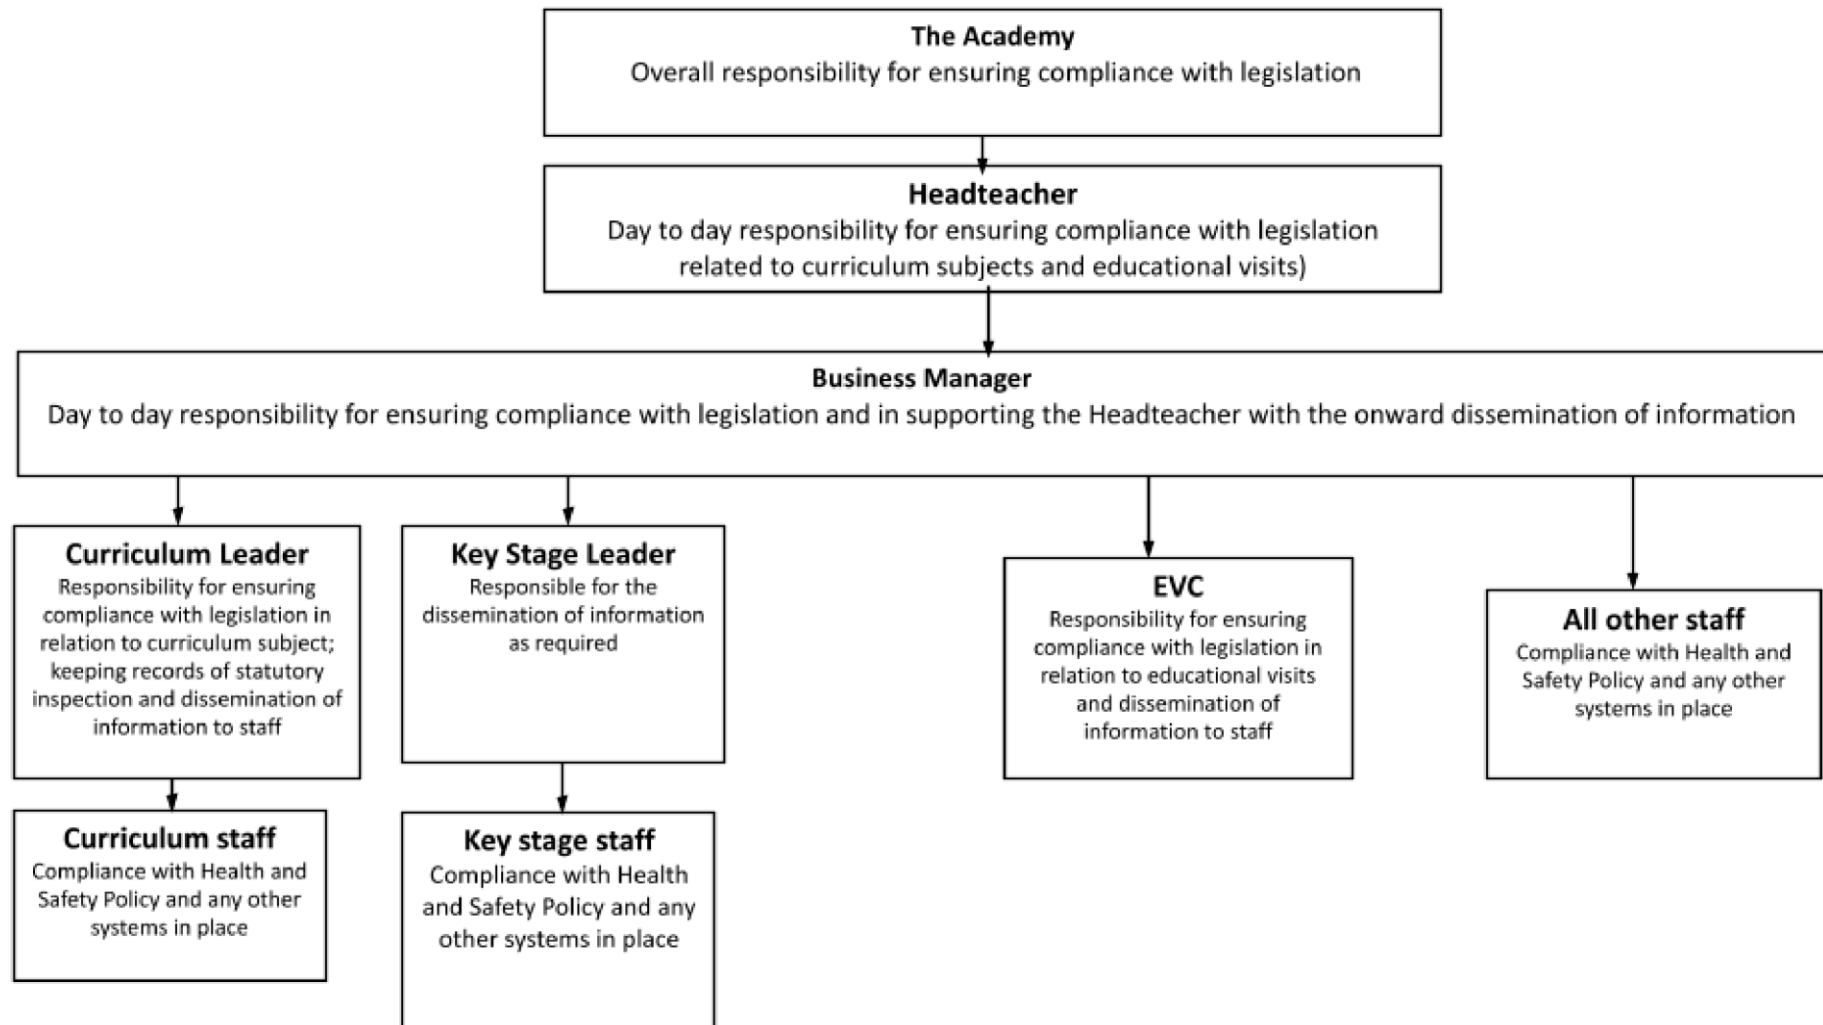 The Academy
Overall responsibility for ensuring compliance with legislation
Headteacher
Day to day responsibility for ensuring compliance with legislation
related to curriculum subjects and educational visits)
Business Manager
Day to day responsibility for ensuring compliance with legislation and in supporting the Headteacher with the onward dissemination of information
Curriculum Leader
Responsibility for ensuring
compliance with legislation in
relation to curriculum subject;
keeping records of statutory
inspection and dissemination of
information to staff
Key Stage Leader
Responsible for the
dissemination of information
as required
EVC
Responsibility for ensuring
compliance with legislation in
relation to educational visits
and dissemination of
information to staff
All other staff
Compliance with Health and
Safety Policy and any other
systems in place
Curriculum staff
Compliance with Health and
Safety Policy and any other
systems in place
Key stage staff
Compliance with Health
and Safety Policy and any
other systems in place